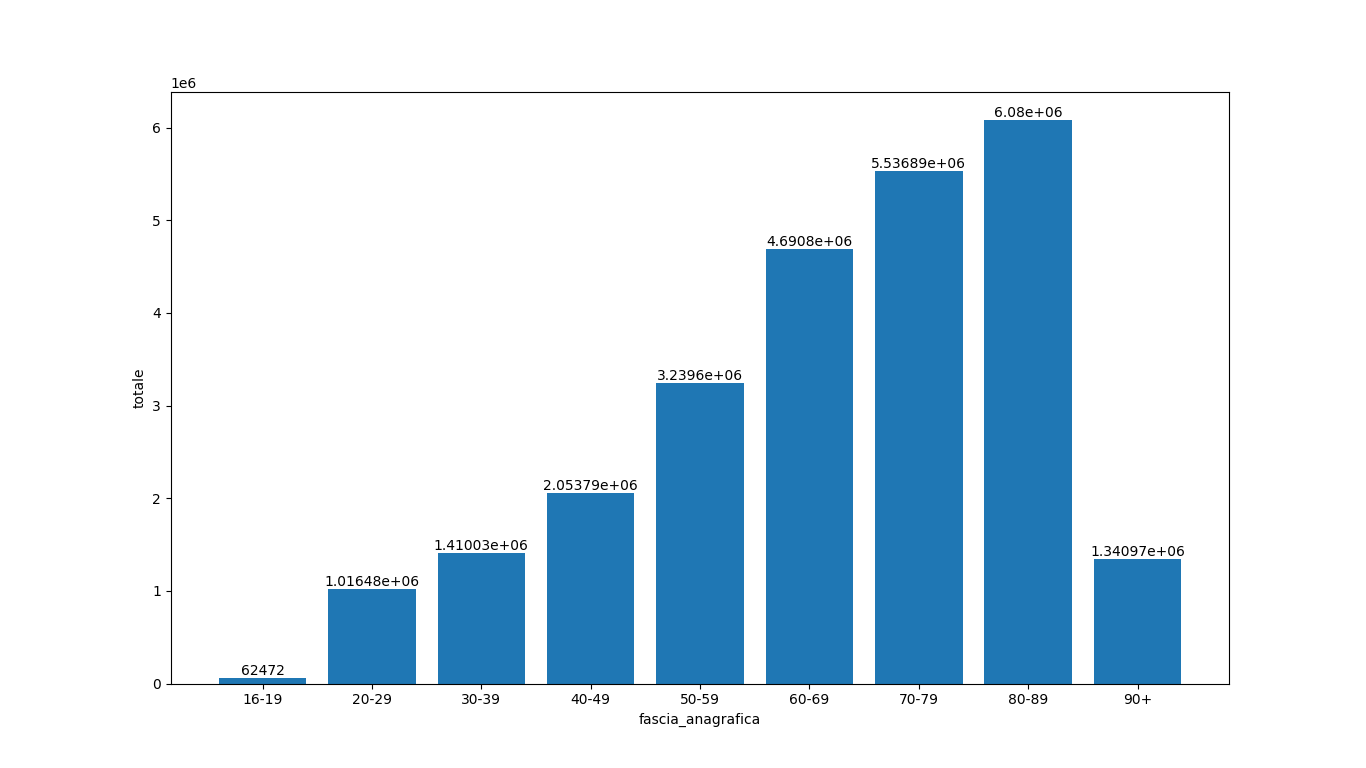 1e6
6
5
4
3
2
1
0
totale
62472
1.01648e+06
1.41003e+06
2.05379e+06
3.2396e+06
4.6908e+06
5.53689e+06
6.08e+06
1.34097e+06
16-19 20-29 30-39 40-49 50-59 60-69 70-79 80-89 90+
fascia_anagrafica